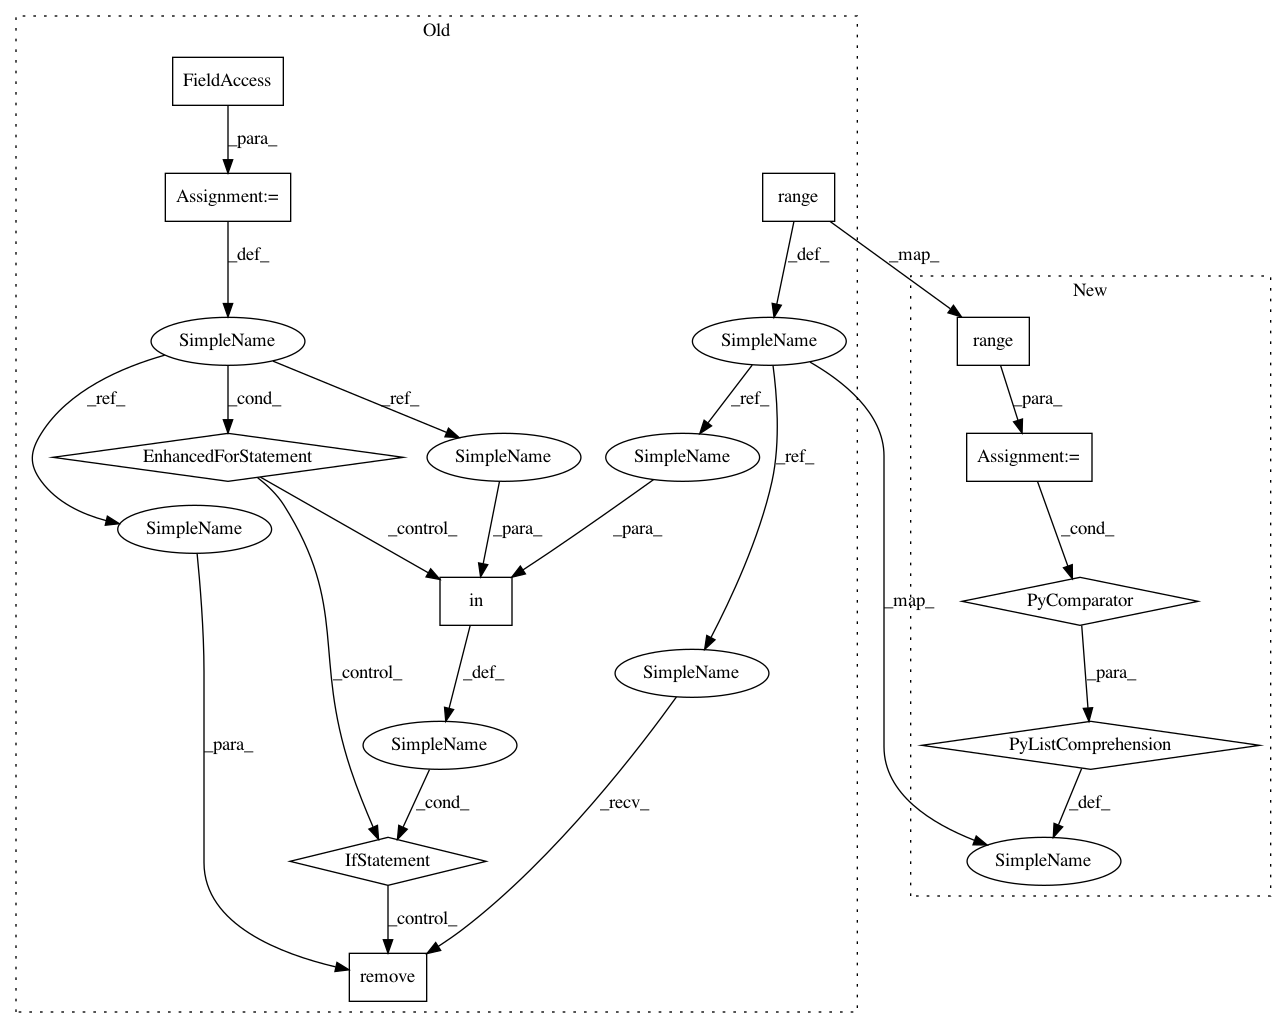 Old
FieldAccess
_para_
Assignment:=
range
_def_
_def_
_map_
New
SimpleName
SimpleName
range
_ref_
_cond_
_ref_
_ref_
_para_
EnhancedForStatement
SimpleName
SimpleName
_ref_
Assignment:=
SimpleName
_control_
_para_
_para_
_cond_
in
_map_
PyComparator
_control_
_def_
SimpleName
_para_
_para_
SimpleName
PyListComprehension
_cond_
_recv_
_def_
IfStatement
SimpleName
_control_
remove